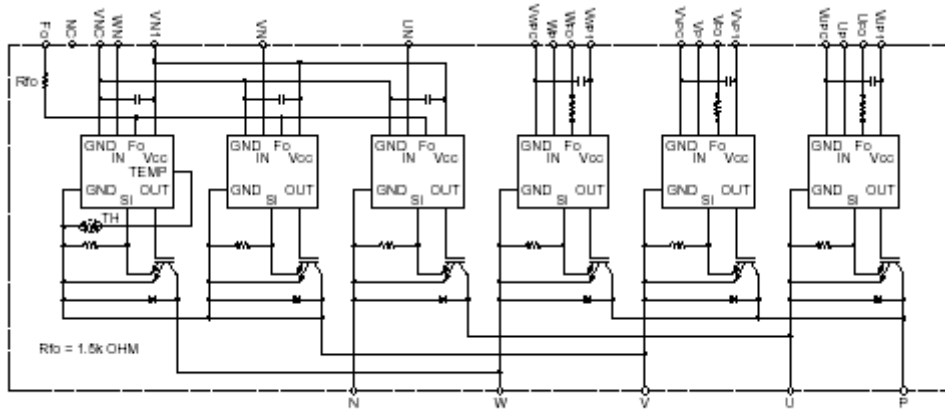 FO NC VNC WN VN1 VN UN VWPC WP WFO VWP1 VVPC VP VFO VVP1 VUPC UP UFO VUP1
Rfo
GND FO GND FO GND FO GND FO GND FO GND FO
IN VCC IN VCC IN VCC IN VCC IN VCC IN VCC
TEMP
GND OUT GND OUT GND OUT GND OUT GND OUT GND OUT
SI SI SI SI SI SI
TH
Rfo = 1.5k OHM
N W V U P